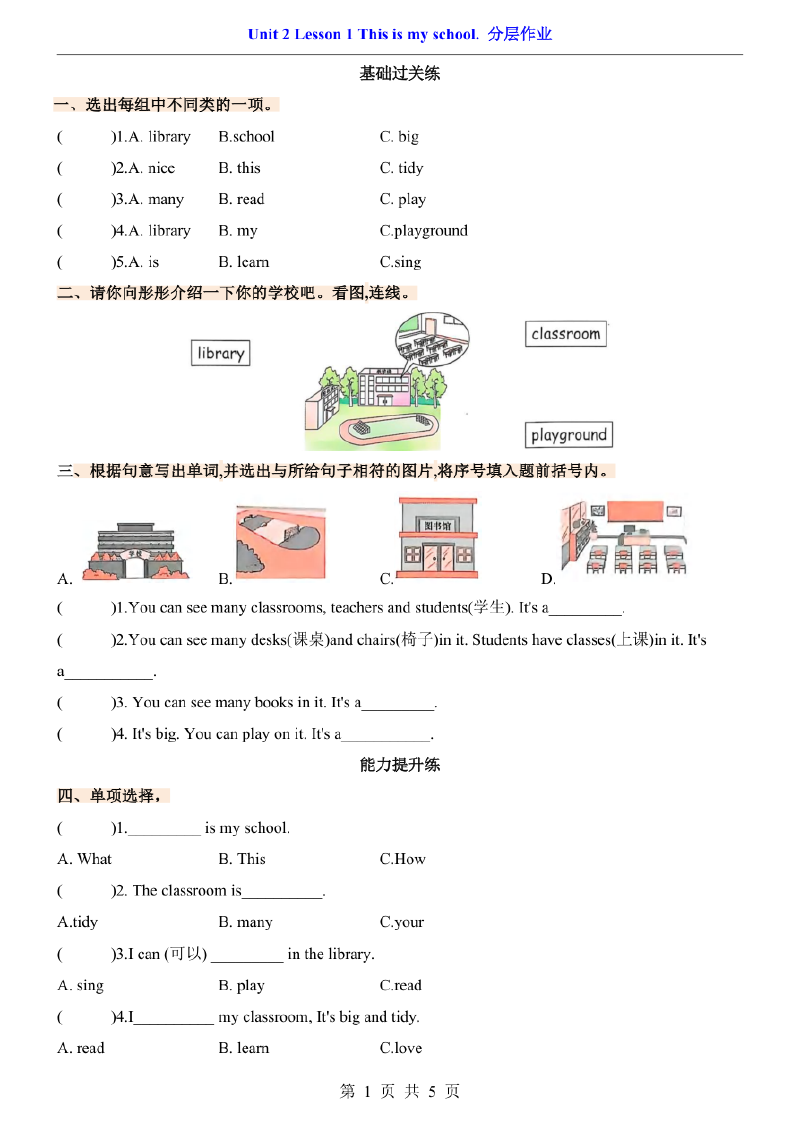 Unit 2 Lesson 1 This is my school. 分层作业
基础过关练
一、选出每组中不同类的一项。
( )1.A. library B.school C. big
( )2.A. nice B. this C. tidy
( )3.A. many B. read C. play
( )4.A. library B. my C.playground
( )5.A. is B. learn C.sing
二、请你向彤彤介绍一下你的学校吧。看图,连线。
library
classroom
playground
三、根据句意写出单词,并选出与所给句子相符的图片,将序号填入题前括号内。
学校
图书馆
A. B. C. D.
( )1.You can see many classrooms, teachers and students(学生). It's a_________.
( )2.You can see many desks(课桌)and chairs(椅子)in it. Students have classes(上课)in it. It's
a___________.
( )3. You can see many books in it. It's a_________.
( )4. It's big. You can play on it. It's a___________.
能力提升练
四、单项选择，
( )1._________ is my school.
A. What B. This C.How
( )2. The classroom is__________.
A.tidy B. many C.your
( )3.I can (可以) _________ in the library.
A. sing B. play C.read
( )4.I__________ my classroom, It's big and tidy.
A. read B. learn C.love
第 1 页 共 5 页